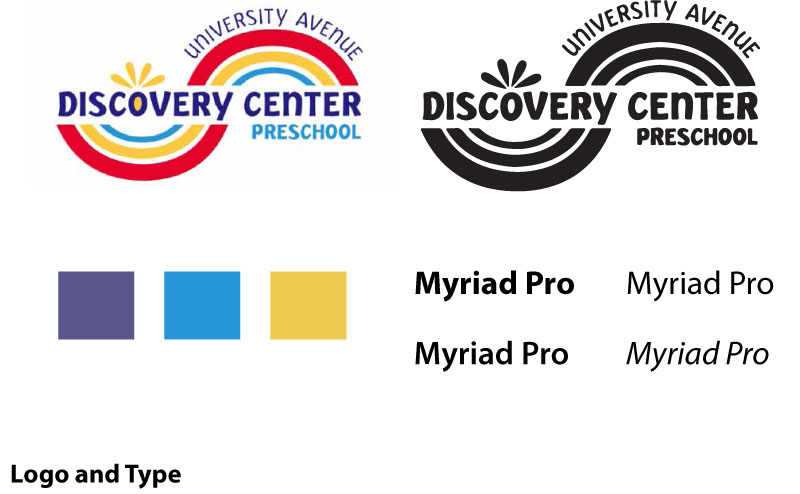 UNIVERSITY AVENUE
DISCOVERY CENTER
PRESCHOOL
UNIVERSITY AVENUE
DISCOVERY CENTER
PRESCHOOL
Myriad Pro
Myriad Pro
Myriad Pro
Myriad Pro
Logo and Type